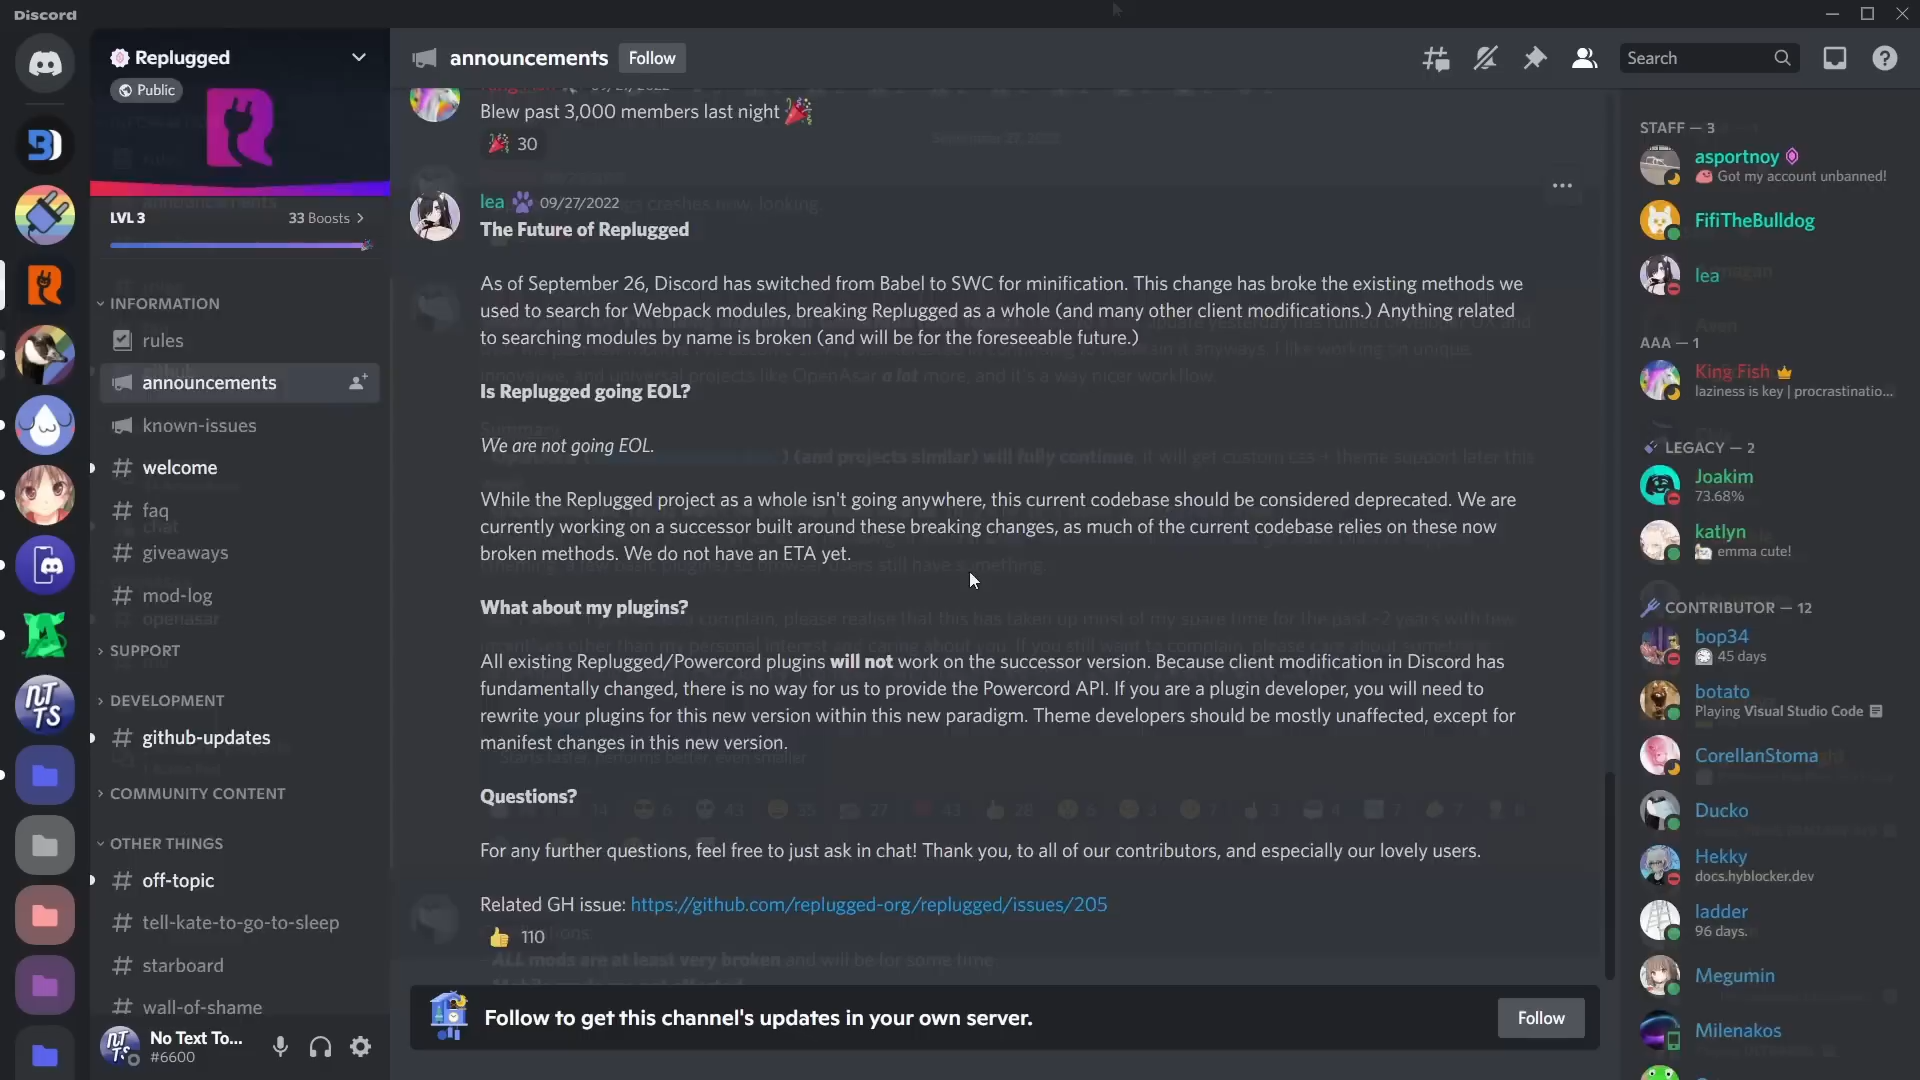 Discord
Replugged
Public
LVL 3
33 Boosts
INFORMATION
rules
announcements
known-issues
welcome
faq
giveaways
mod-log
SUPPORT
DEVELOPMENT
github-updates
COMMUNITY CONTENT
OTHER THINGS
off-topic
tell-kate-to-go-to-sleep
starboard
wall-of-shame
No Text To...
#6600
announcements
Follow
Search
Blew past 3,000 members last night
30
lea 09/27/2022
The Future of Replugged
As of September 26, Discord has switched from Babel to SWC for minification. This change has broke the existing methods we
used to search for Webpack modules, breaking Replugged as a whole (and many other client modifications.) Anything related
to searching modules by name is broken (and will be for the foreseeable future.)
Is Replugged going EOL?
We are not going EOL.
While the Replugged project as a whole isn't going anywhere, this current codebase should be considered deprecated. We are
currently working on a successor built around these breaking changes, as much of the current codebase relies on these now
broken methods. We do not have an ETA yet.
What about my plugins?
All existing Replugged/Powercord plugins will not work on the successor version. Because client modification in Discord has
fundamentally changed, there is no way for us to provide the Powercord API. If you are a plugin developer, you will need to
rewrite your plugins for this new version within this new paradigm. Theme developers should be mostly unaffected, except for
manifest changes in this new version.
Questions?
For any further questions, feel free to just ask in chat! Thank you, to all of our contributors, and especially our lovely users.
Related GH issue: https://github.com/replugged-org/replugged/issues/205
110
Follow to get this channel's updates in your own server.
Follow
STAFF — 3
asportnoy
Got my account unbanned!
FifiTheBulldog
lea
AAA — 1
King Fish
laziness is key | procrastinatio...
LEGACY — 2
Joakim
73.68%
katlyn
emma cute!
CONTRIBUTOR — 12
bop34
45 days
botato
Playing Visual Studio Code
CorellanStoma
Ducko
Hekky
docs.hyblocker.dev
ladder
96 days.
Megumin
Milenakos